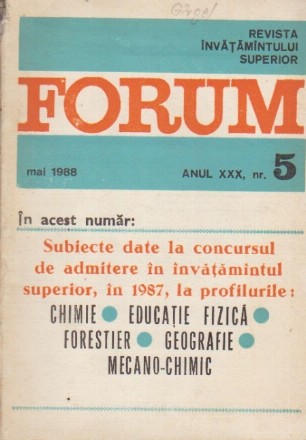 Gîrgel
REVISTA
ÎNVĂȚĂMÎNTULUI
SUPERIOR
FORUM
mai 1988
ANUL XXX, nr. 5
În acest număr:
Subiecte date la concursul
de admitere în învățămîntul
superior, în 1987, la profilurile:
CHIMIE ● EDUCAȚIE FIZICĂ ●
FORESTIER ● GEOGRAFIE ●
MECANO-CHIMIC